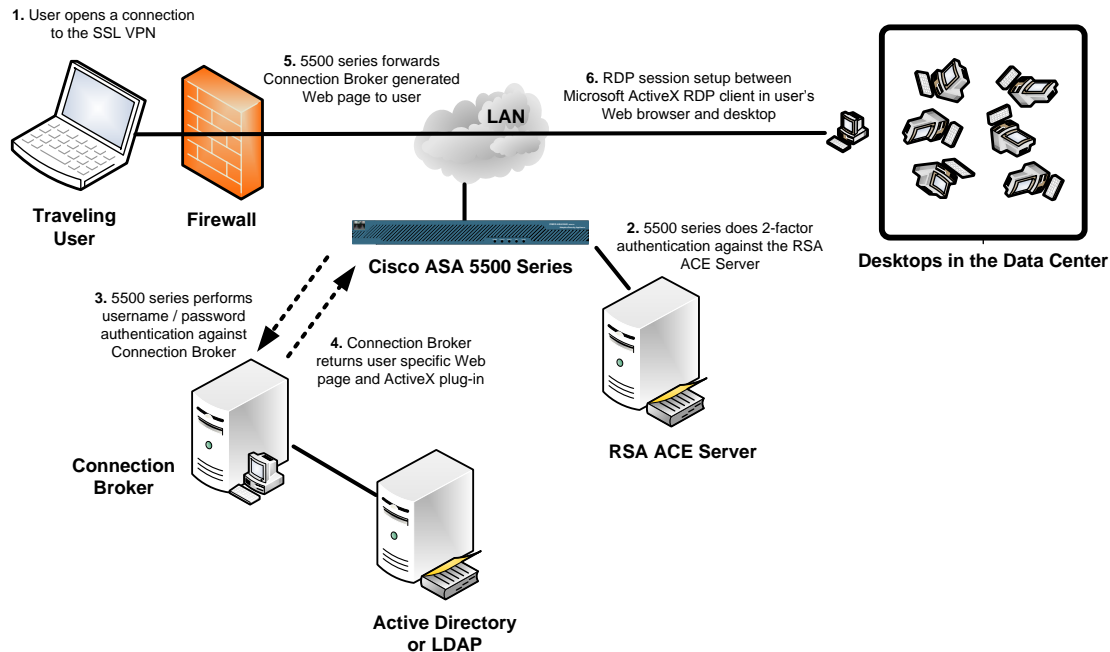 1. User opens a connection
to the SSL VPN
5. 5500 series forwards
Connection Broker generated
Web page to user
6. RDP session setup between
Microsoft ActiveX RDP client in user's
Web browser and desktop
LAN
Traveling
User
Firewall
2. 5500 series does 2-factor
authentication against the RSA
ACE Server
Cisco ASA 5500 Series
Desktops in the Data Center
3. 5500 series performs
username / password
authentication against
Connection Broker
4. Connection Broker
returns user specific Web
page and ActiveX plug-in
RSA ACE Server
Connection
Broker
Active Directory
or LDAP